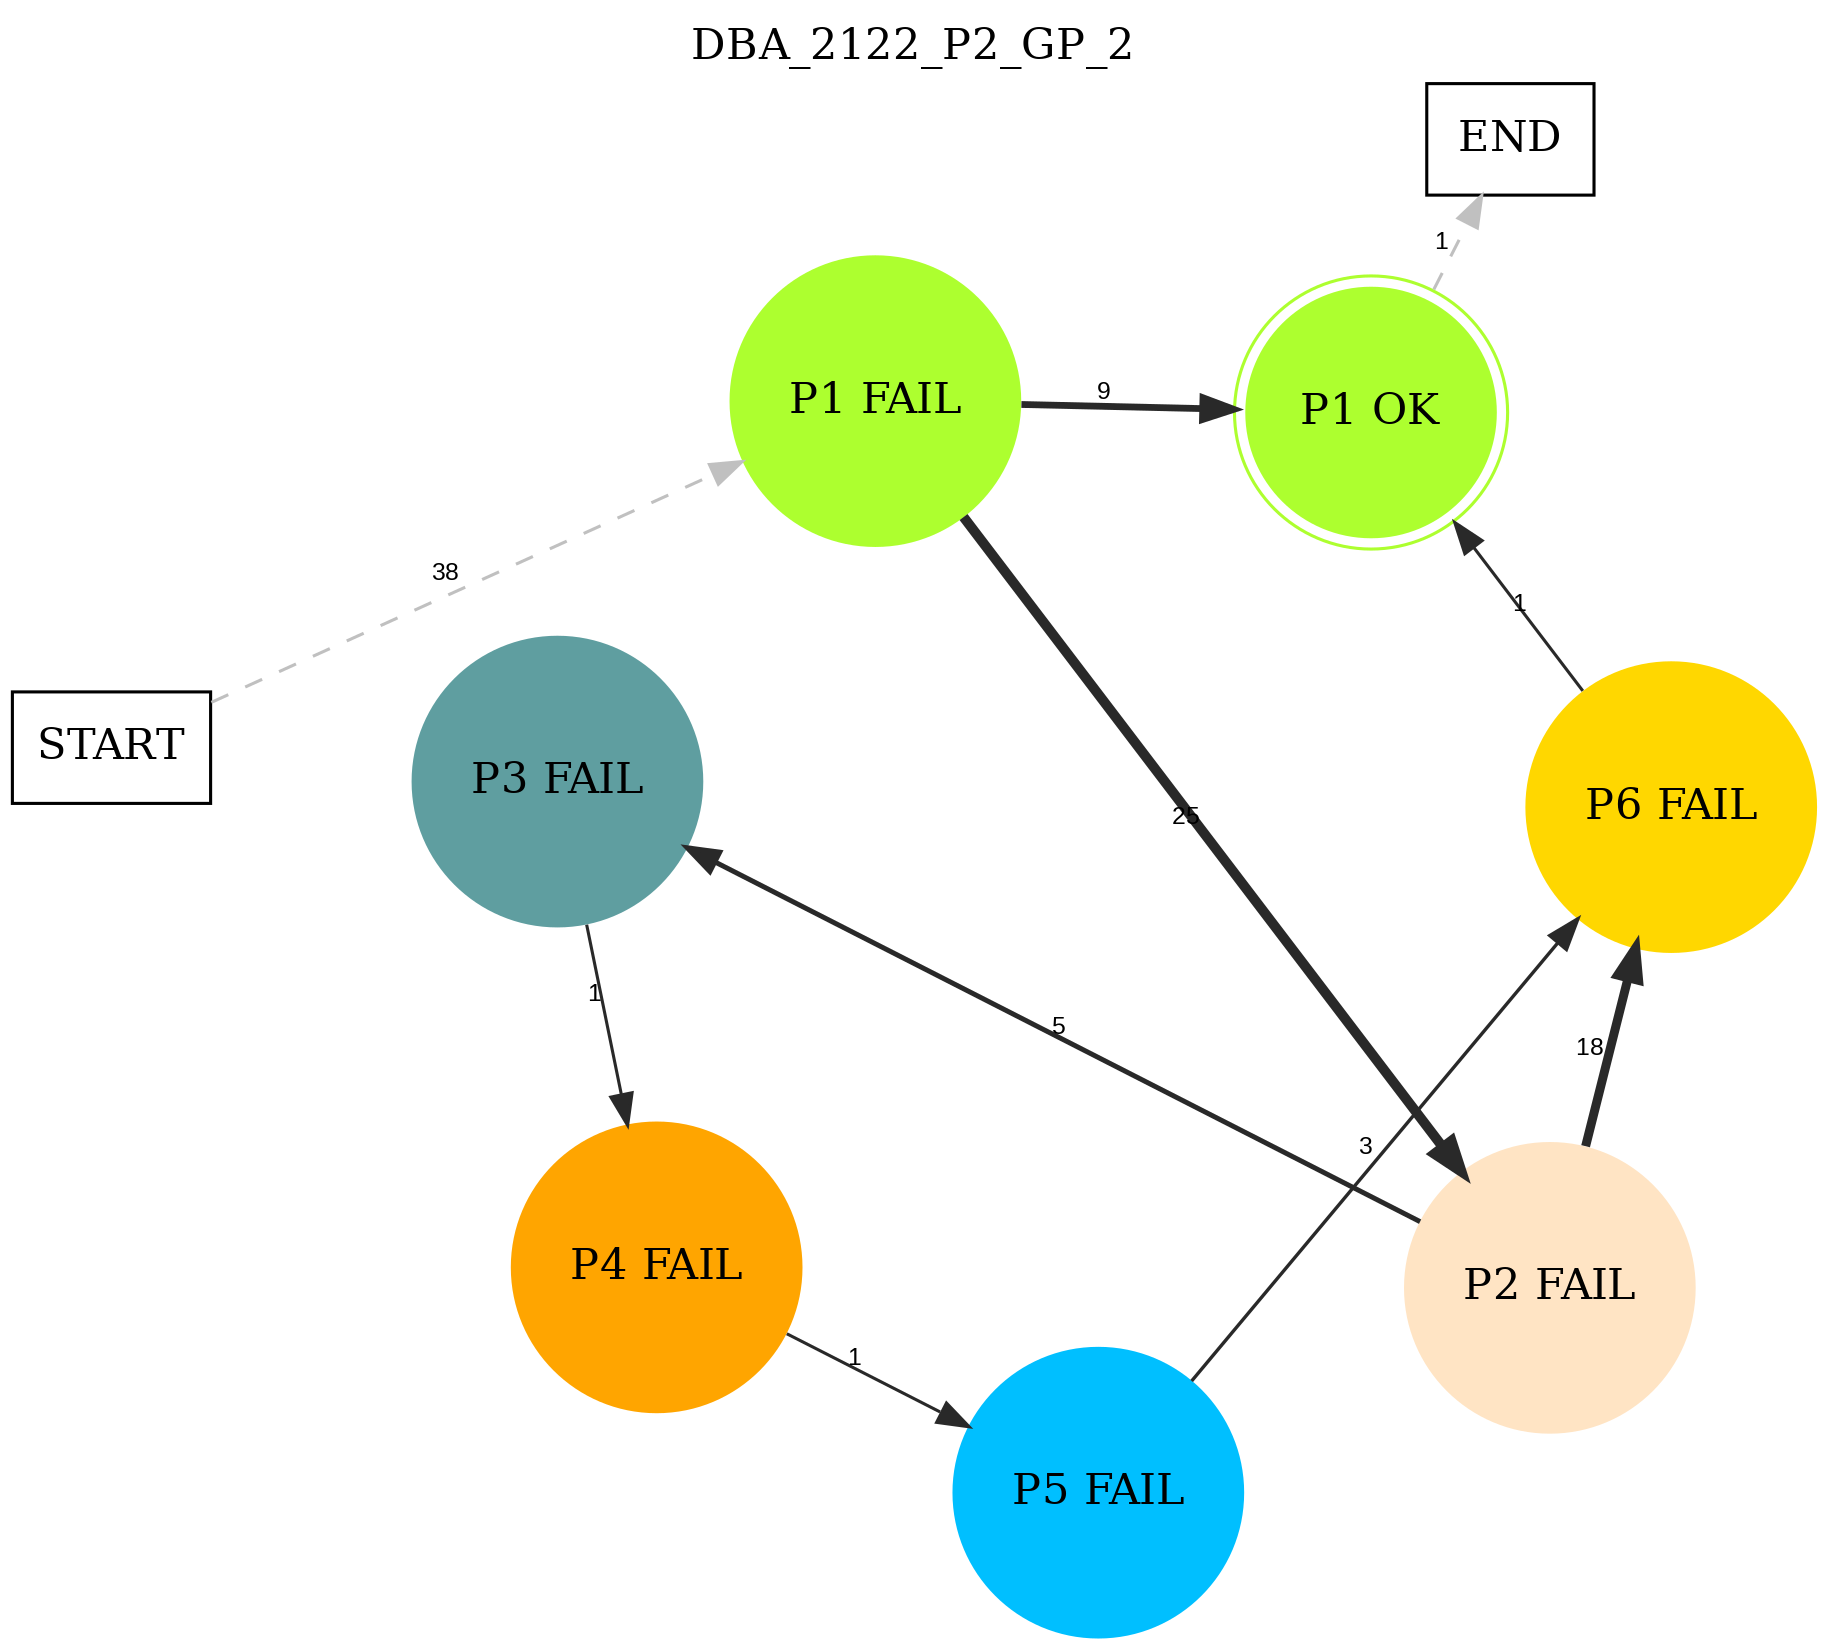 DBA_2122_P2_GP_2
END
1
P1 FAIL
9
P1 OK
38
1
START
P3 FAIL
25
P6 FAIL
1
5
18
3
P4 FAIL
P2 FAIL
1
P5 FAIL